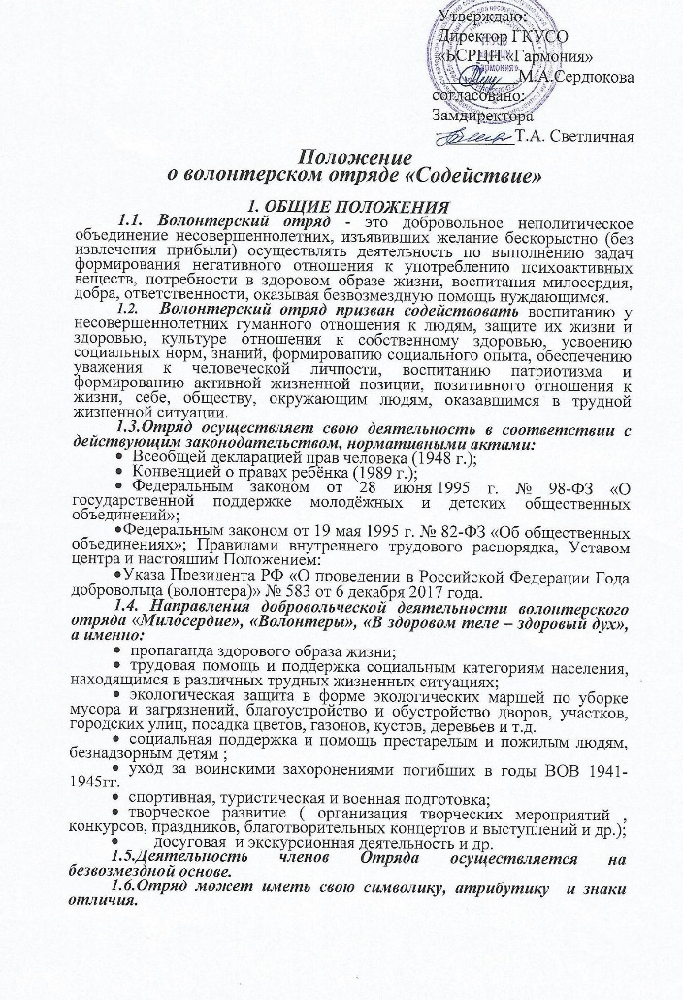 Утверждаю:
Директор ГКУСО
«БСРЦН «Гармония»
М.А.Сердюкова
согласовано:
Замдиректора
Т.А. Светличная
Положение
о волонтерском отряде «Содействие»
1. ОБЩИЕ ПОЛОЖЕНИЯ
1.1. Волонтерский отряд - это добровольное неполитическое
объединение несовершеннолетних, изъявивших желание бескорыстно (без
извлечения прибыли) осуществлять деятельность по выполнению задач
формирования негативного отношения к употреблению психоактивных
веществ, потребности в здоровом образе жизни, воспитания милосердия,
добра, ответственности, оказывая безвозмездную помощь нуждающимся.
1.2. Волонтерский отряд призван содействовать воспитанию у
несовершеннолетних гуманного отношения к людям, защите их жизни и
здоровью, культуре отношения к собственному здоровью, усвоению
социальных норм, знаний, формированию социального опыта, обеспечению
уважения к человеческой личности, воспитанию патриотизма и
формированию активной жизненной позиции, позитивного отношения к
жизни, себе, обществу, окружающим людям, оказавшимся в трудной
жизненной ситуации.
1.3.Отряд осуществляет свою деятельность в соответствии с
действующим законодательством, нормативными актами:
• Всеобщей декларацией прав человека (1948 г.);
• Конвенцией о правах ребёнка (1989 г.);
• Федеральным законом от 28 июня 1995 г. № 98-ФЗ «О
государственной поддержке молодёжных и детских общественных
объединений»;
•Федеральным законом от 19 мая 1995 г. № 82-ФЗ «Об общественных
объединениях»; Правилами внутреннего трудового распорядка, Уставом
центра и настоящим Положением:
•Указа Президента РФ «О проведении в Российской Федерации Года
добровольца (волонтера)» № 583 от 6 декабря 2017 года.
1.4. Направления добровольческой деятельности волонтерского
отряда «Милосердие», «Волонтеры», «В здоровом теле – здоровый дух»,
а именно:
• пропаганда здорового образа жизни;
• трудовая помощь и поддержка социальным категориям населения,
находящимся в различных трудных жизненных ситуациях;
• экологическая защита в форме экологических маршей по уборке
мусора и загрязнений, благоустройство и обустройство дворов, участков,
городских улиц, посадка цветов, газонов, кустов, деревьев и т.д.
• социальная поддержка и помощь престарелым и пожилым людям,
безнадзорным детям ;
• уход за воинскими захоронениями погибших в годы ВОВ 1941-
1945гг.
• спортивная, туристическая и военная подготовка;
• творческое развитие ( организация творческих мероприятий ,
конкурсов, праздников, благотворительных концертов и выступлений и др.);
• досуговая и экскурсионная деятельность и др.
1.5.Деятельность членов Отряда осуществляется на
безвозмездной основе.
1.6.Отряд может иметь свою символику, атрибутику и знаки
отличия.